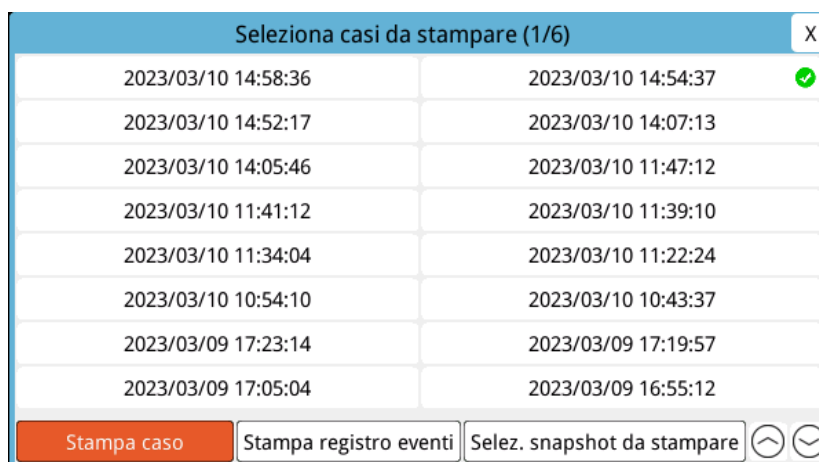 Seleziona casi da stampare (1/6) X
2023/03/10 14:58:36 2023/03/10 14:54:37
2023/03/10 14:52:17 2023/03/10 14:07:13
2023/03/10 14:05:46 2023/03/10 11:47:12
2023/03/10 11:41:12 2023/03/10 11:39:10
2023/03/10 11:34:04 2023/03/10 11:22:24
2023/03/10 10:54:10 2023/03/10 10:43:37
2023/03/09 17:23:14 2023/03/09 17:19:57
2023/03/09 17:05:04 2023/03/09 16:55:12
Stampa caso Stampa registro eventi Selez. snapshot da stampare